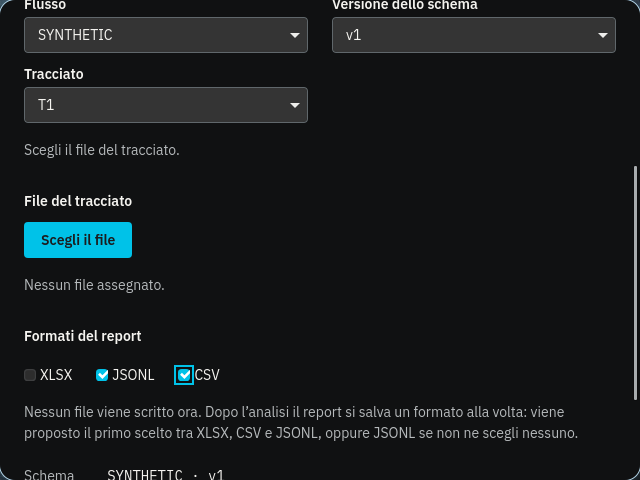 Flusso
Versione dello schema
SYNTHETIC
v1
Tracciato
T1
Scegli il file del tracciato.
File del tracciato
Scegli il file
Nessun file assegnato.
Formati del report
XLSX JSONL CSV
Nessun file viene scritto ora. Dopo l'analisi il report si salva un formato alla volta: viene
proposto il primo scelto tra XLSX, CSV e JSONL, oppure JSONL se non ne scegli nessuno.
Schema SYNTHETIC · v1